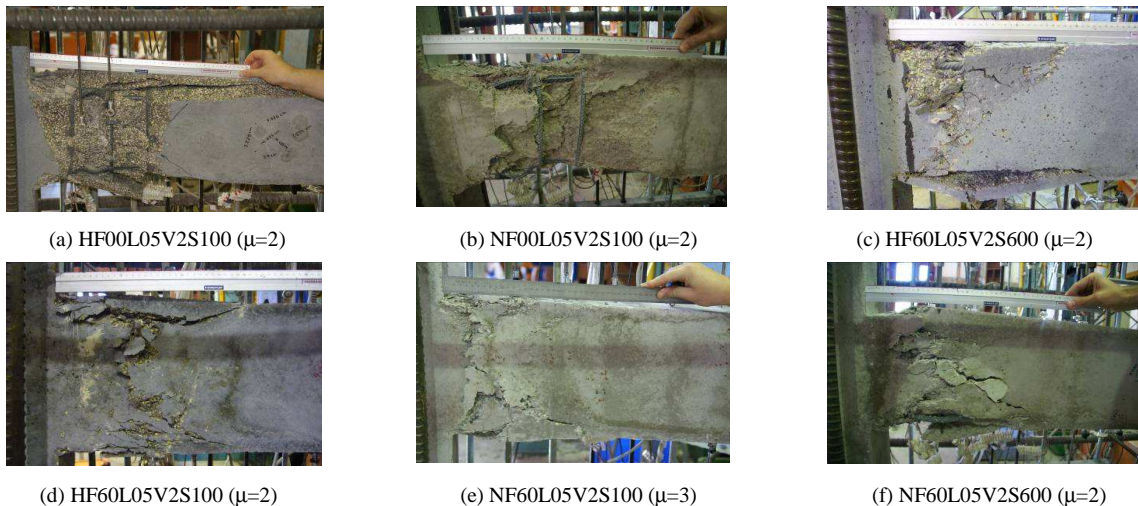 (a) HF00L05V2S100 (μ=2)
(b) NF00L05V2S100 (μ=2)
(c) HF60L05V2S600 (μ=2)
(d) HF60L05V2S100 (μ=2)
(e) NF60L05V2S100 (μ=3)
(f) NF60L05V2S600 (μ=2)